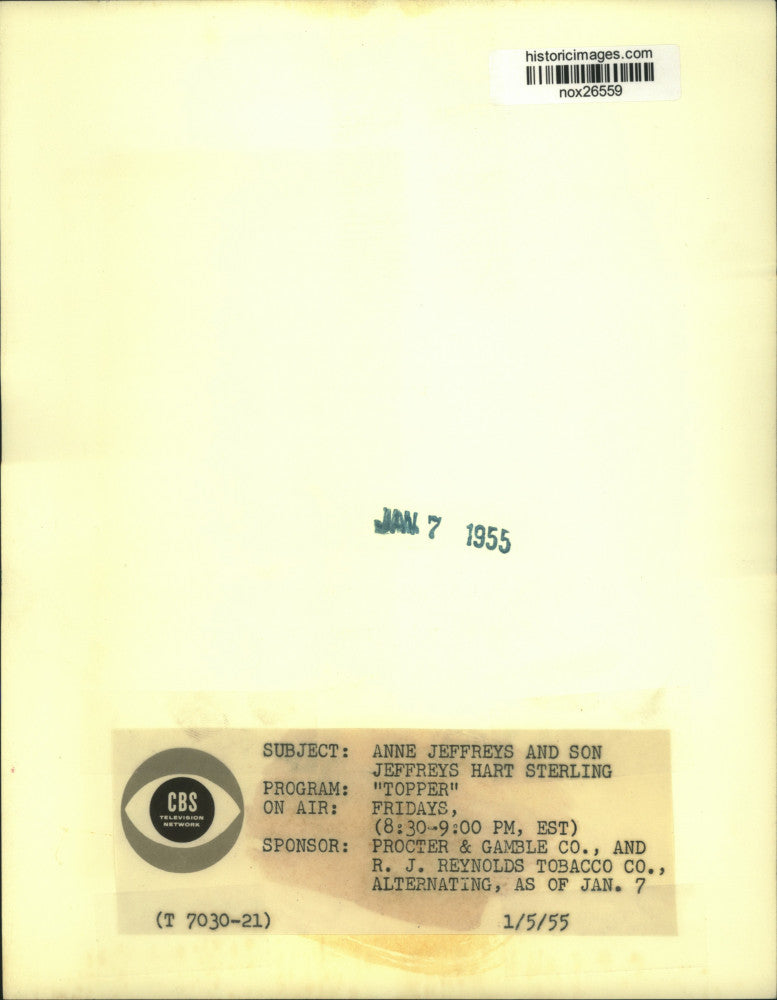 historicimages.com
nox26559
JAN 7 1955
CBS
TELEVISION
NETWORK
SUBJECT: ANNE JEFFREYS AND SON
JEFFREYS HART STERLING
PROGRAM: "TOPPER"
ON AIR: FRIDAYS,
(8:30-9:00 PM, EST)
SPONSOR: PROCTER & GAMBLE CO., AND
R. J. REYNOLDS TOBACCO CO.,
ALTERNATING, AS OF JAN. 7
(T 7030-21) 1/5/55